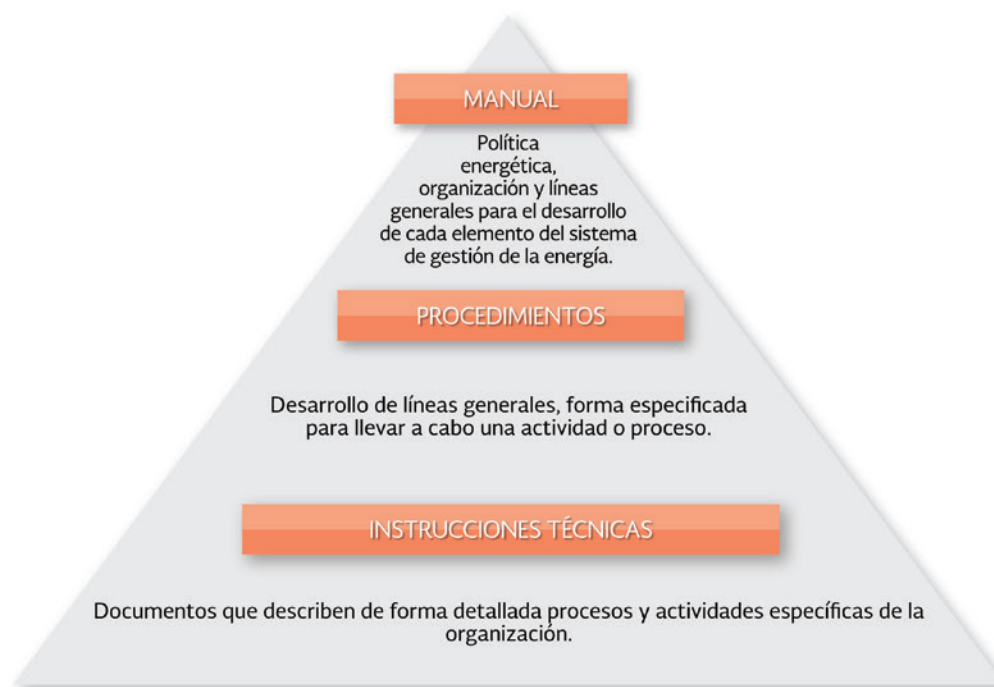 MANUAL
Política
energética,
organización y líneas
generales para el desarrollo
de cada elemento del sistema
de gestión de la energía.
PROCEDIMIENTOS
Desarrollo de líneas generales, forma especificada
para llevar a cabo una actividad o proceso.
INSTRUCCIONES TÉCNICAS
Documentos que describen de forma detallada procesos y actividades específicas de la
organización.